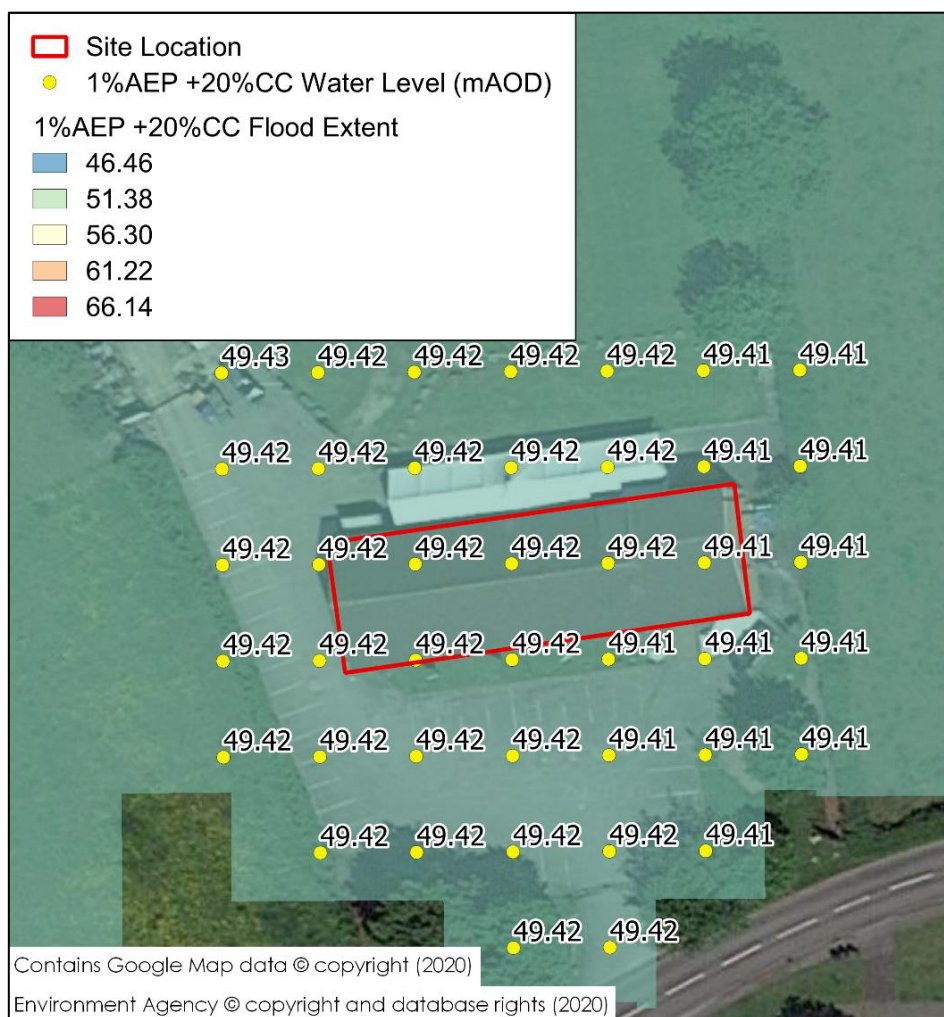 Site Location
1%AEP +20%CC Water Level (mAOD)
1%AEP +20%CC Flood Extent
46.46
51.38
56.30
61.22
66.14
49.43 49.42 49.42 49.42 49.42 49.41 49.41
49.42 49.42 49.42 49.42 49.42 49.41 49.41
49.42 49.42 49.42 49.42 49.42 49.41 49.41
49.42 49.42 49.42 49.42 49.41 49.41 49.41
49.42 49.42 49.42 49.42 49.41 49.41 49.41
49.42 49.42 49.42 49.42 49.41
49.42 49.42
Contains Google Map data © copyright (2020)
Environment Agency © copyright and database rights (2020)